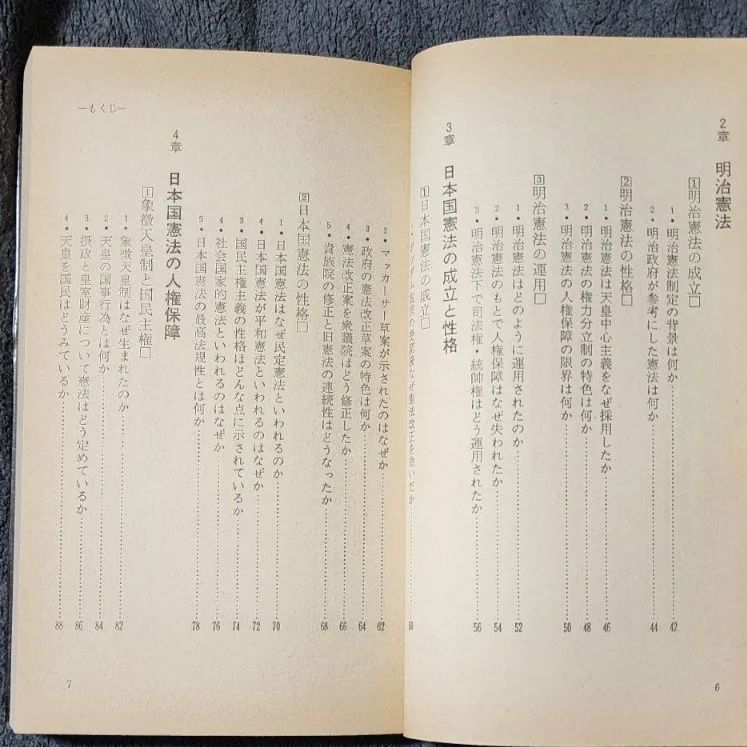 2章　明治憲法
1 明治憲法の成立□
1・明治憲法制定の背景は何か……42
2・明治政府が参考にした憲法は何か……44
2 明治憲法の性格□
1・明治憲法は天皇中心主義をなぜ採用したか……46
2・明治憲法の権力分立制の特色は何か……48
3・明治憲法の人権保障の限界は何か……50
3 明治憲法の運用□
1・明治憲法はどのように運用されたのか……52
2・明治憲法のもとで人権保障はなぜ失われたか……54
3・明治憲法下で司法権・統帥権はどう運用されたか……56
3章　日本国憲法の成立と性格
1 日本国憲法の成立□
なぜ憲法改正を急いだか……60
6
―もくじ―
2・マッカーサー草案が示されたのはなぜか……62
3・政府の憲法改正草案の特色は何か……64
4・憲法改正案を衆議院はどう修正したか……66
5・貴族院の修正と旧憲法の連続性はどうなったか……68
2 日本国憲法の性格□
1・日本国憲法はなぜ民定憲法といわれるのか……70
2・日本国憲法が平和憲法といわれるのはなぜか……72
3・国民主権主義の性格はどんな点に示されているか……74
4・社会国家的憲法といわれるのはなぜか……76
5・日本国憲法の最高法規性とは何か……78
4章　日本国憲法の人権保障
1 象徴天皇制と国民主権□
1・象徴天皇制はなぜ生まれたのか……82
2・天皇の国事行為とは何か……84
3・摂政と皇室財産について憲法はどう定めているか……86
4・天皇を国民はどうみているか……88
7